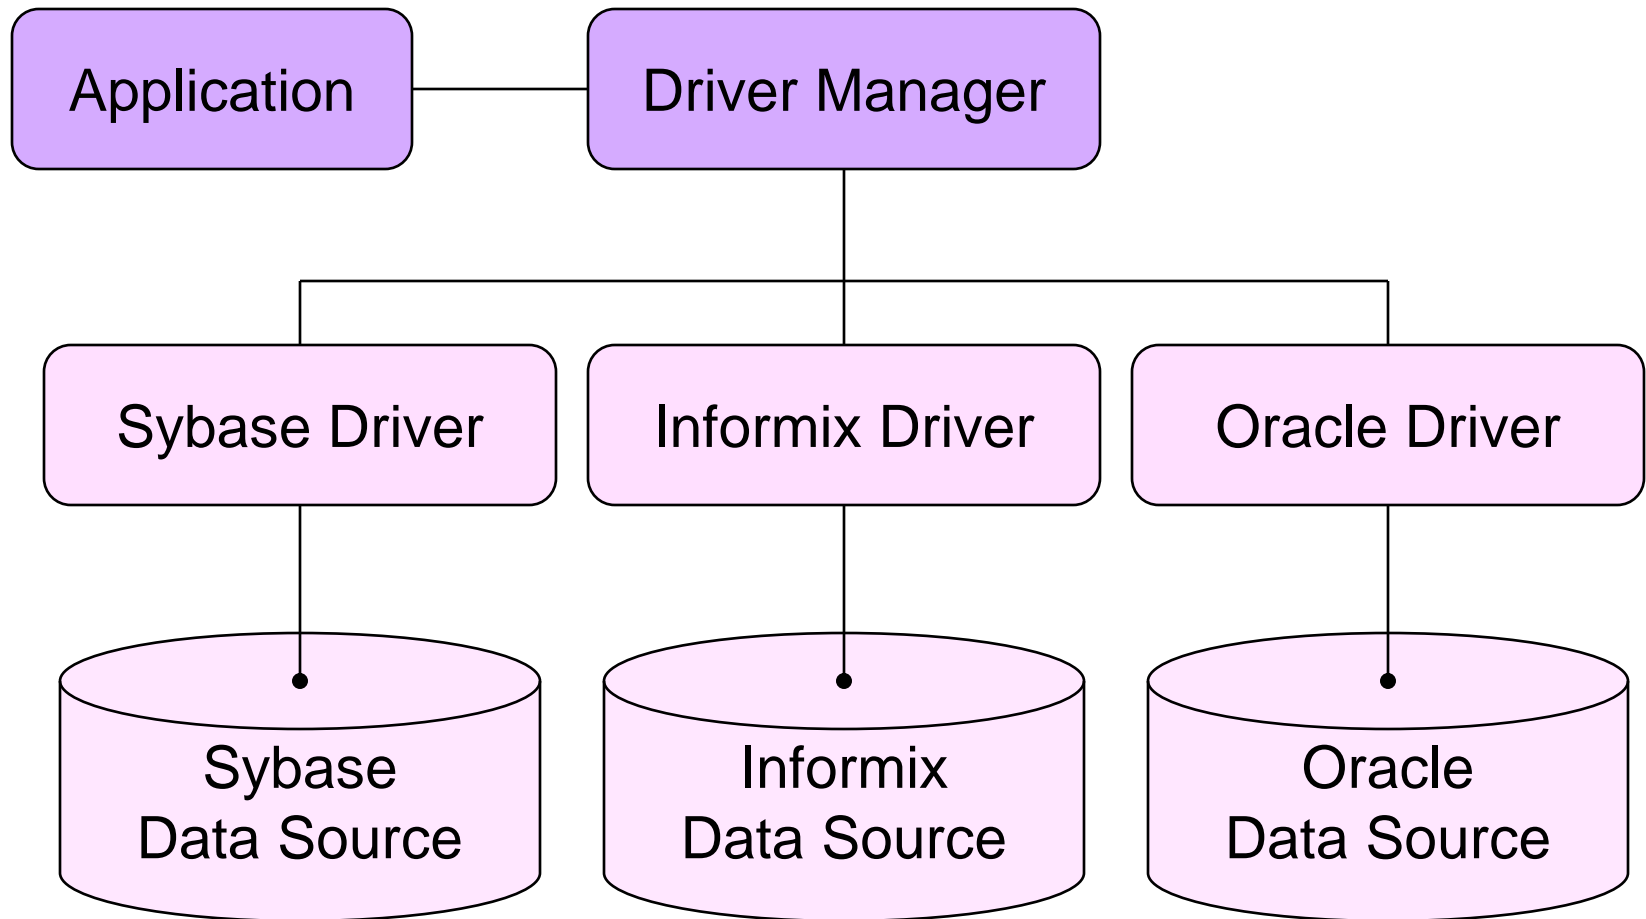 Application
Driver Manager
Sybase Driver
Informix Driver
Oracle Driver
Sybase
Data Source
Informix
Data Source
Oracle
Data Source